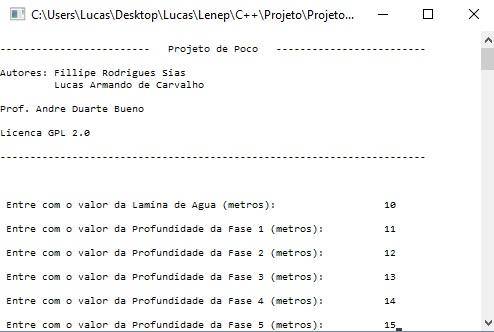 C:\Users\Lucas\Desktop\Lucas\Lenep\C++\Projeto\Projeto...
------------------------- Projeto de Poco -------------------------
Autores: Fillipe Rodrigues Sias
Lucas Armando de Carvalho
Prof. Andre Duarte Bueno
Licenca GPL 2.0
-----------------------------------------------------------------------
Entre com o valor da Lamina de Agua (metros): 10
Entre com o valor da Profundidade da Fase 1 (metros): 11
Entre com o valor da Profundidade da Fase 2 (metros): 12
Entre com o valor da Profundidade da Fase 3 (metros): 13
Entre com o valor da Profundidade da Fase 4 (metros): 14
Entre com o valor da Profundidade da Fase 5 (metros): 15